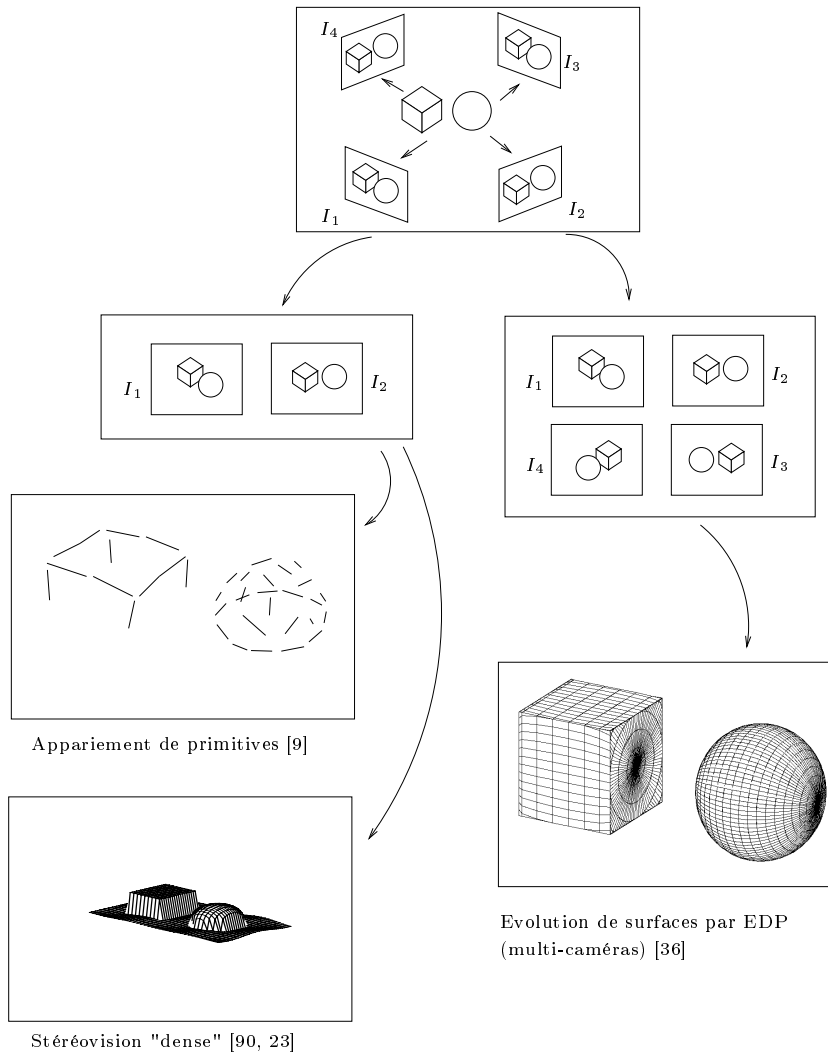 I4
I3
I1
I2
I1
I2
I1
I2
I4
I3
Appariement de primitives [9]
Evolution de surfaces par EDP
(multi-caméras) [36]
Stéréovision "dense" [90, 23]